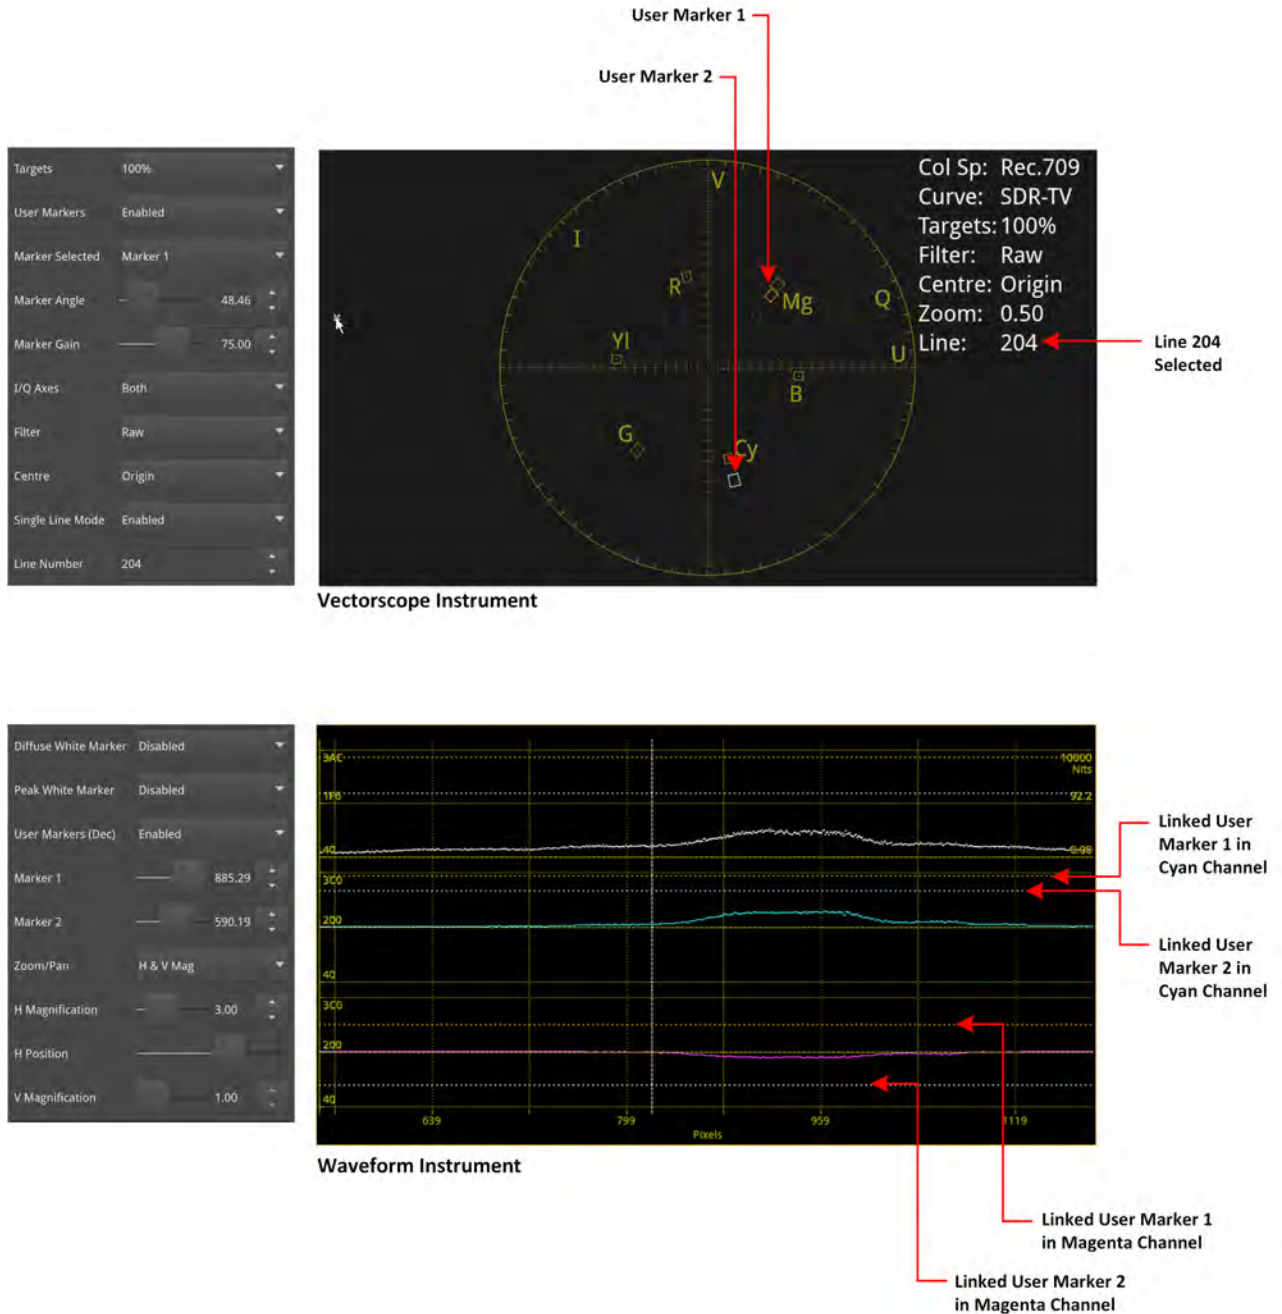 User Marker 1
User Marker 2
Targets 100%
User Markers Enabled
Marker Selected Marker 1
Marker Angle 48.46
Marker Gain 75.00
I/Q Axes Both
Filter Raw
Centre Origin
Single Line Mode Enabled
Line Number 204
V
I
R
Mg
Q
Yl
U
B
G
Cy
Col Sp: Rec.709
Curve: SDR-TV
Targets: 100%
Filter: Raw
Centre: Origin
Zoom: 0.50
Line: 204
Line 204
Selected
Vectorscope Instrument
Diffuse White Marker Disabled
Peak White Marker Disabled
User Markers (Dec) Enabled
Marker 1 885.29
Marker 2 590.19
Zoom/Pan H & V Mag
H Magnification 3.00
H Position
V Magnification 1.00
3AC 10000
Nits
1F6 92.2
40
3C0
200
40
3C0
200
40
639 799 959 1119
Pixels
Linked User
Marker 1 in
Cyan Channel
Linked User
Marker 2 in
Cyan Channel
Waveform Instrument
Linked User Marker 1
in Magenta Channel
Linked User Marker 2
in Magenta Channel